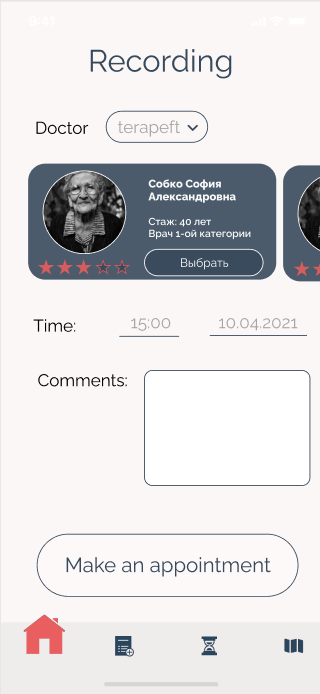 9:41
Recording
Doctor
terapeft
Собко София
Александровна
Стаж: 40 лет
Врач 1-ой категории
Выбрать
Time:
15:00
10.04.2021
Comments:
Make an appointment